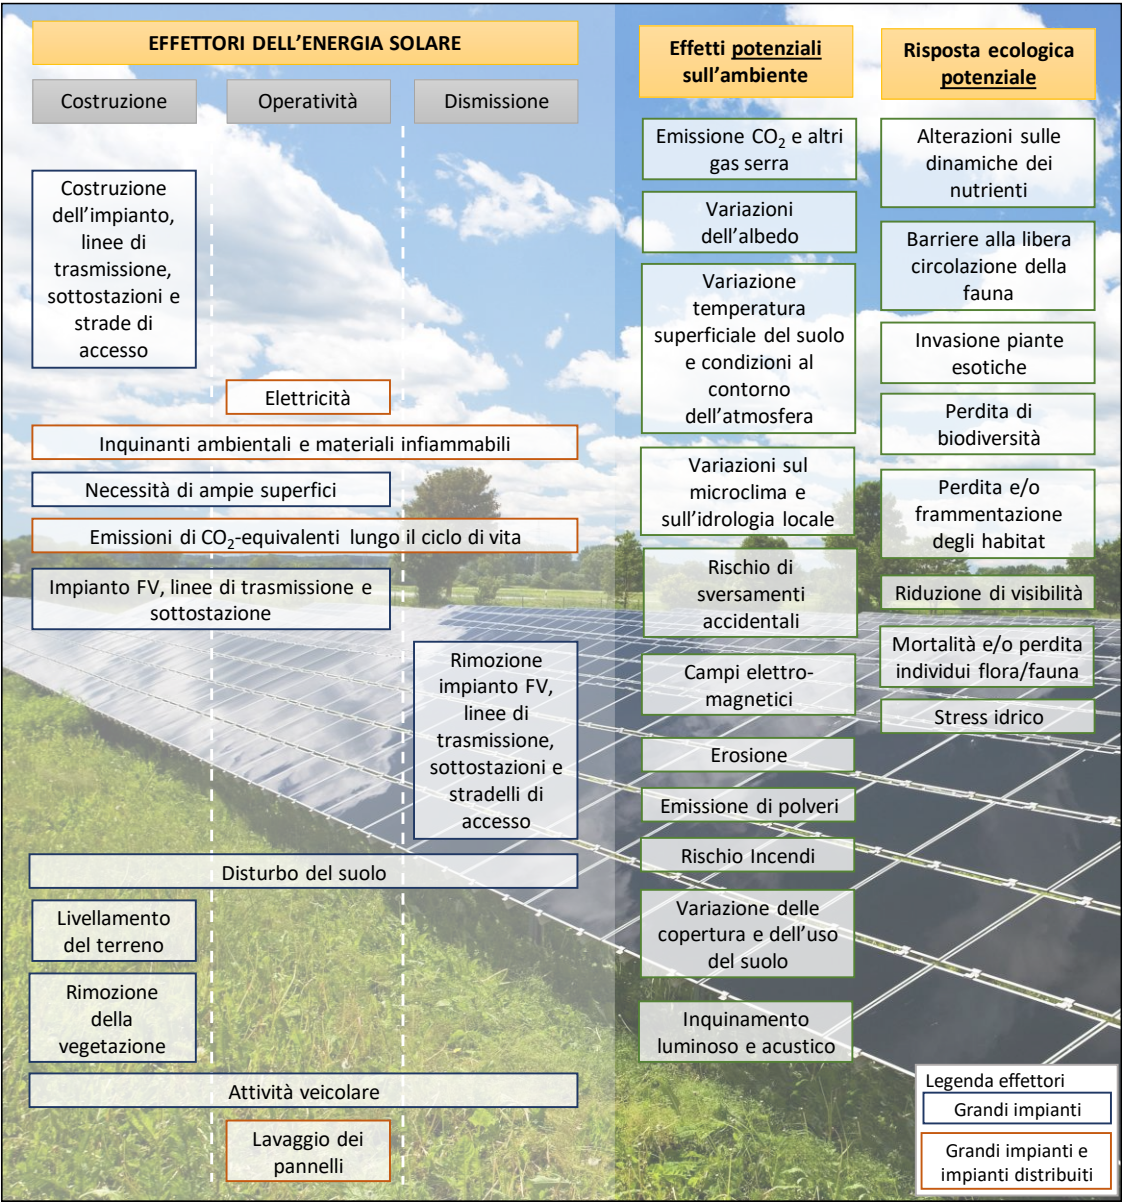 EFFETTORI DELL'ENERGIA SOLARE
Costruzione
Operatività
Dismissione
Costruzione
dell'impianto,
linee di
trasmissione,
sottostazioni e
strade di
accesso
Elettricità
Inquinanti ambientali e materiali infiammabili
Necessità di ampie superfici
Emissioni di CO₂-equivalenti lungo il ciclo di vita
Impianto FV, linee di trasmissione e
sottostazione
Rimozione
impianto FV,
linee di
trasmissione,
sottostazioni e
stradelli di
accesso
Disturbo del suolo
Livellamento
del terreno
Rimozione
della
vegetazione
Attività veicolare
Lavaggio dei
pannelli
Effetti potenziali
sull'ambiente
Emissione CO₂ e altri
gas serra
Variazioni
dell'albedo
Variazione
temperatura
superficiale del suolo
e condizioni al
contorno
dell'atmosfera
Variazioni sul
microclima e
sull'idrologia locale
Rischio di
sversamenti
accidentali
Campi elettro-
magnetici
Erosione
Emissione di polveri
Rischio Incendi
Variazione delle
copertura e dell'uso
del suolo
Inquinamento
luminoso e acustico
Risposta ecologica
potenziale
Alterazioni sulle
dinamiche dei
nutrienti
Barriere alla libera
circolazione della
fauna
Invasione piante
esotiche
Perdita di
biodiversità
Perdita e/o
frammentazione
degli habitat
Riduzione di visibilità
Mortalità e/o perdita
individui flora/fauna
Stress idrico
Legenda effettori
Grandi impianti
Grandi impianti e
impianti distribuiti